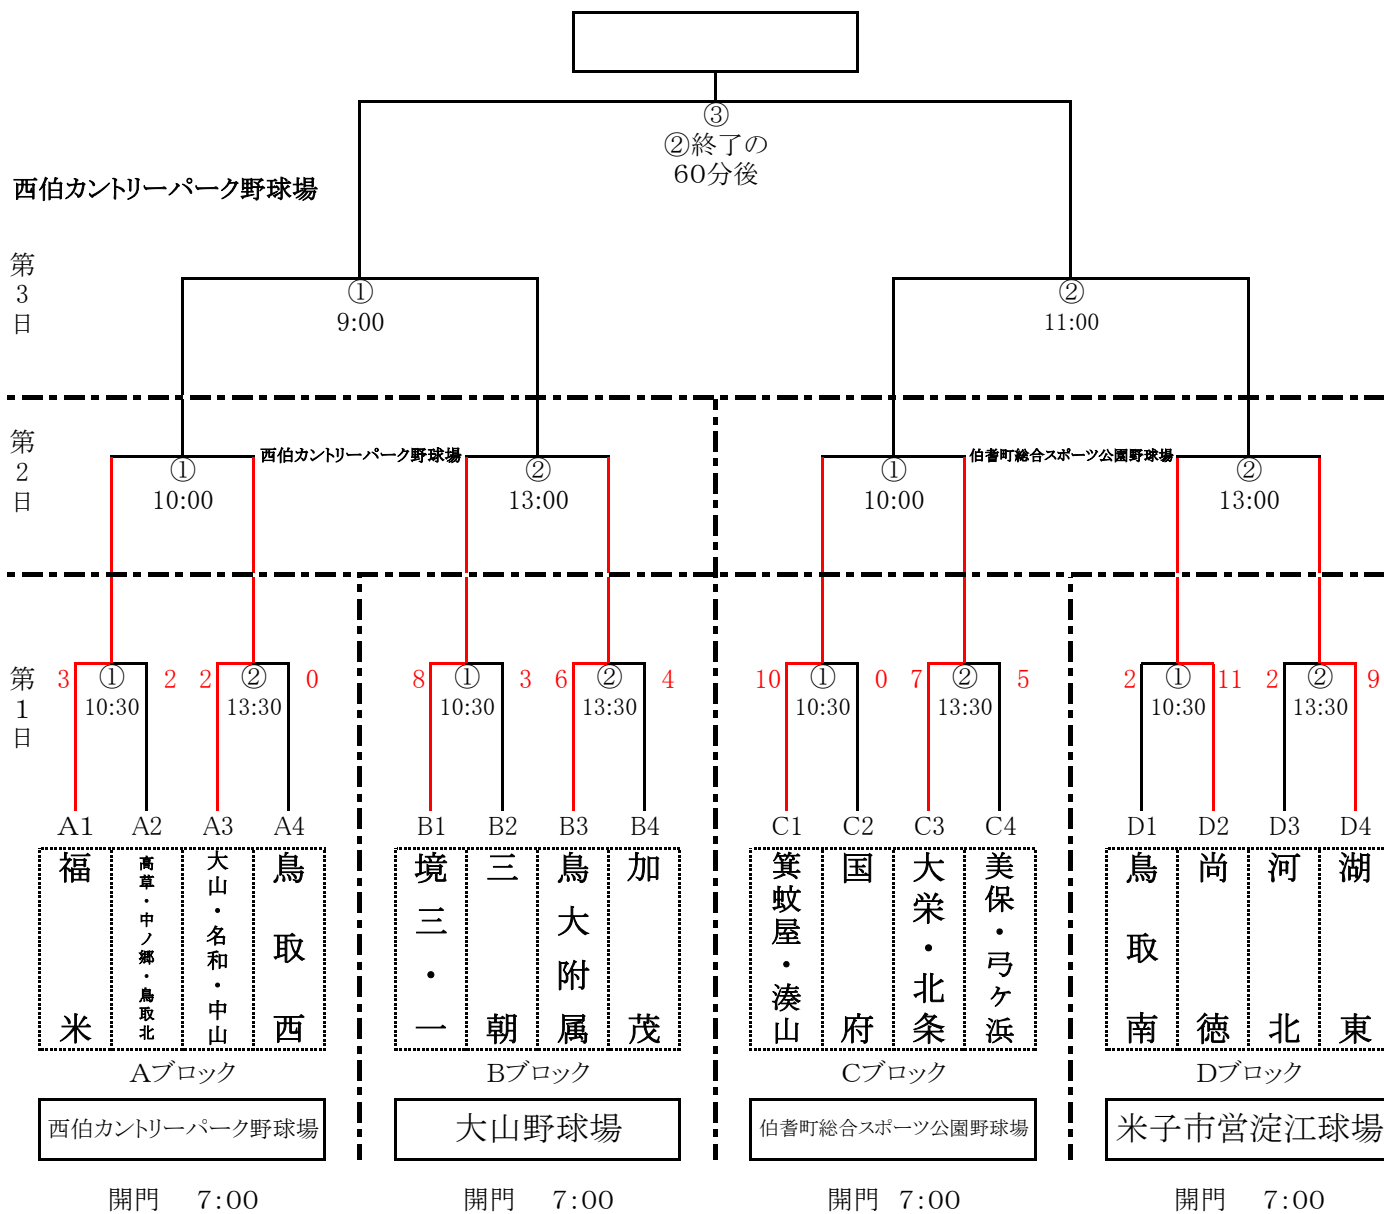 ③
②終了の
60分後
西伯カントリーパーク野球場
第3日
① ②
9:00 11:00
第2日
西伯カントリーパーク野球場 伯耆町総合スポーツ公園野球場
① ② ① ②
10:00 13:00 10:00 13:00
第1日
3 ① 2 2 ② 0 8 ① 3 6 ② 4 10 ① 0 7 ② 5 2 ① 11 2 ② 9
10:30 13:30 10:30 13:30 10:30 13:30 10:30 13:30
A1 A2 A3 A4 B1 B2 B3 B4 C1 C2 C3 C4 D1 D2 D3 D4
福米
高草・中ノ郷・鳥取北
大山・名和・中山
鳥取西
境三・一
三朝
鳥大附属
加茂
箕蚊屋・湊山
国府
大栄・北条
美保・弓ケ浜
鳥取南
尚徳
河北
湖東
Aブロック Bブロック Cブロック Dブロック
西伯カントリーパーク野球場 大山野球場 伯耆町総合スポーツ公園野球場 米子市営淀江球場
開門 7:00 開門 7:00 開門 7:00 開門 7:00